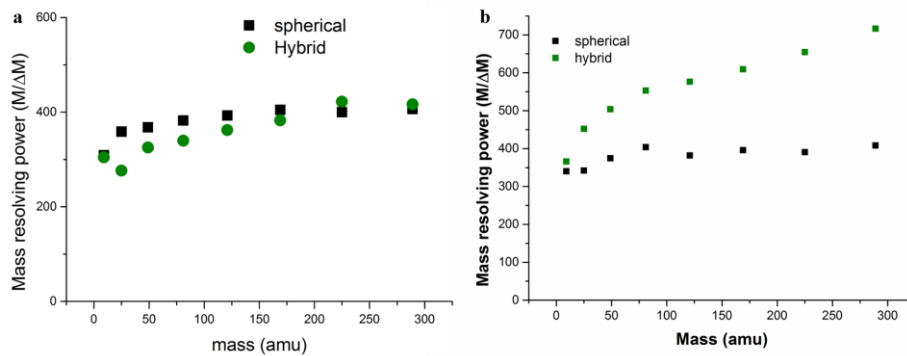 a
600
400
200
0
Mass resolving power (M/ΔM)
spherical
Hybrid
0 50 100 150 200 250 300
mass (amu)
b
700
600
500
400
350
300
200
100
0
Mass resolving power (M/ΔM)
spherical
hybrid
0 50 100 150 200 250 300
Mass (amu)